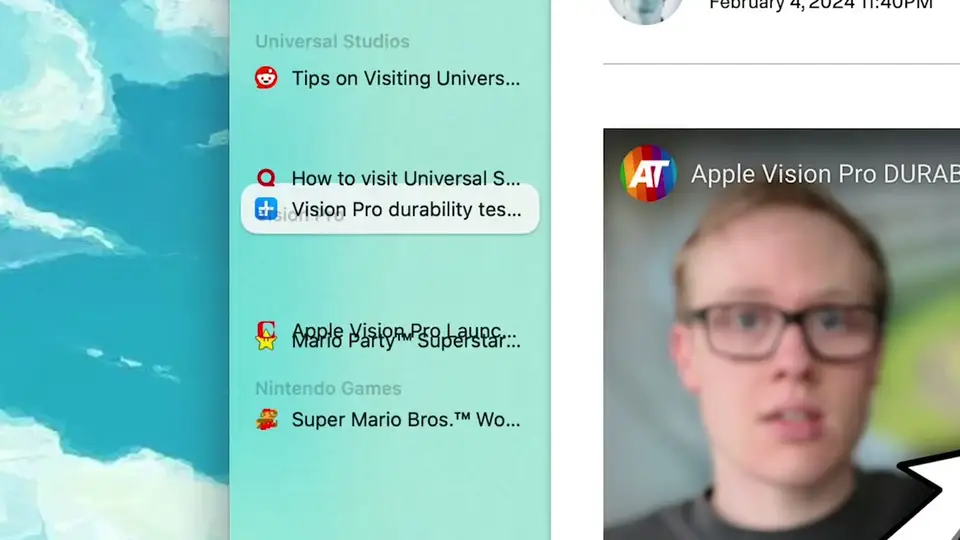 February 4, 2024 11:40PM
Universal Studios
Tips on Visiting Univers...
How to visit Universal S...
Vision Pro durability tes...
Vision Pro
Apple Vision Pro Launc...
Mario Party™ Superstar...
Nintendo Games
Super Mario Bros.™ Wo...
AT
Apple Vision Pro DURAB